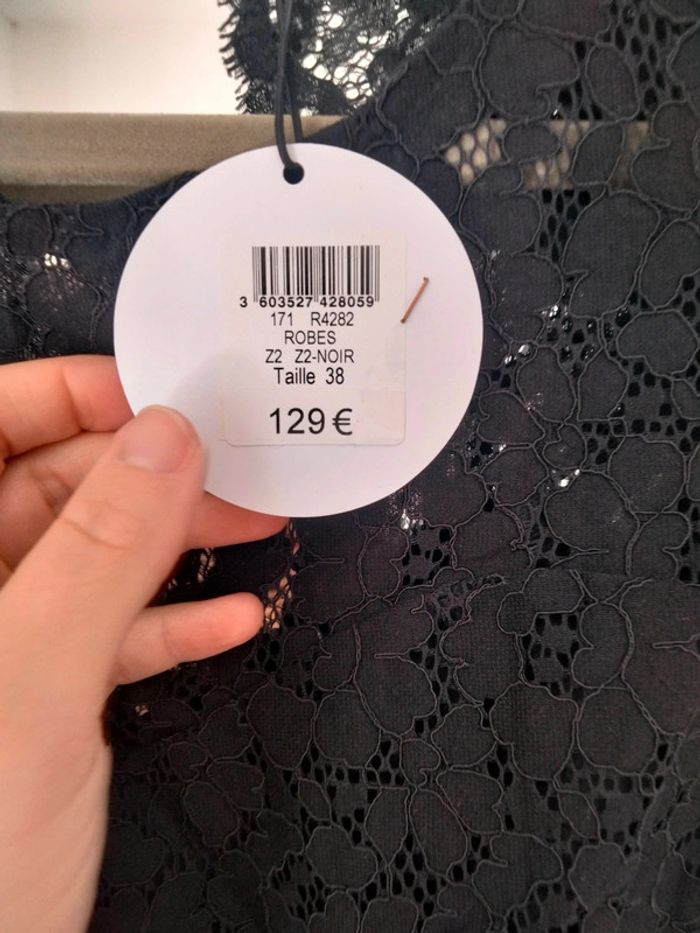 3 603527 428059
171 R4282
ROBES
Z2 Z2-NOIR
Taille 38
129 €